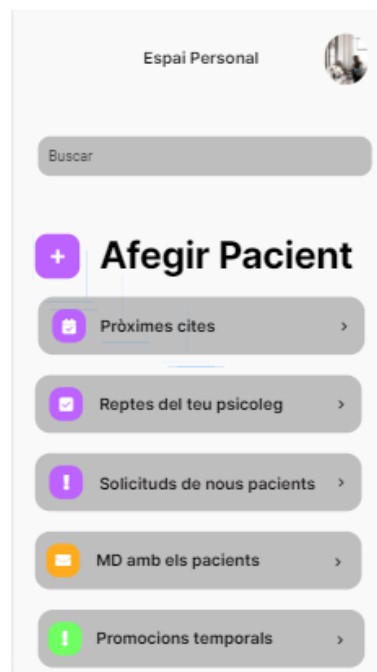 Espai Personal
Buscar
Afegir Pacient
Pròximes cites
Reptes del teu psicoleg
Solicituds de nous pacients
MD amb els pacients
Promocions temporals